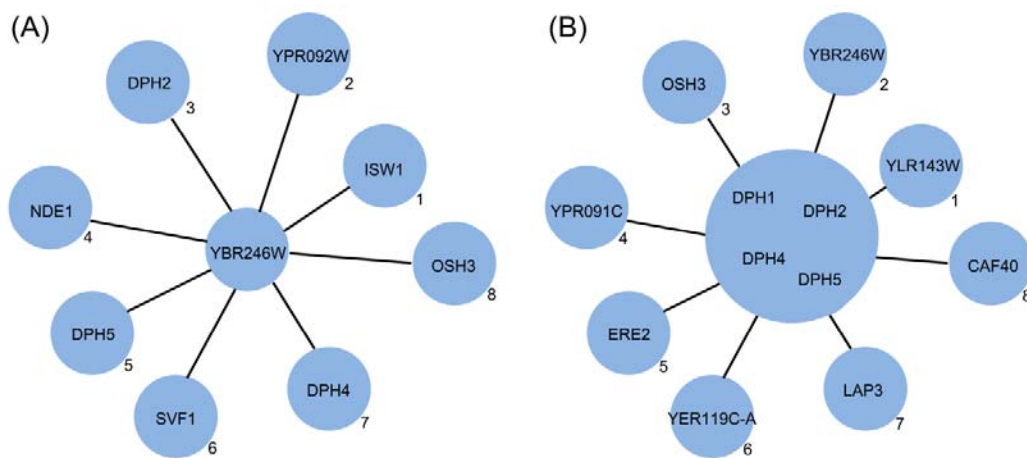 (A)
YPR092W
2
DPH2
3
ISW1
1
NDE1
4
YBR246W
OSH3
8
DPH5
5
DPH4
7
SVF1
6
(B)
YBR246W
2
OSH3
3
YLR143W
1
DPH1
DPH2
YPR091C
4
DPH4
DPH5
CAF40
8
ERE2
5
LAP3
7
YER119C-A
6